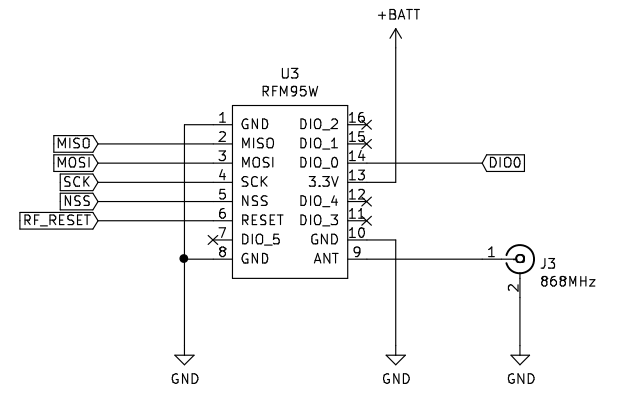 +BATT
U3
RFM95W
1 GND DIO_2 16
MISO 2 MISO DIO_1 15
MOSI 3 MOSI DIO_0 14 DIO0
SCK 4 SCK 3.3V 13
NSS 5 NSS DIO_4 12
RF_RESET 6 RESET DIO_3 11
7 DIO_5 GND 10
8 GND ANT 9 1
J3
868MHz
2
GND GND GND